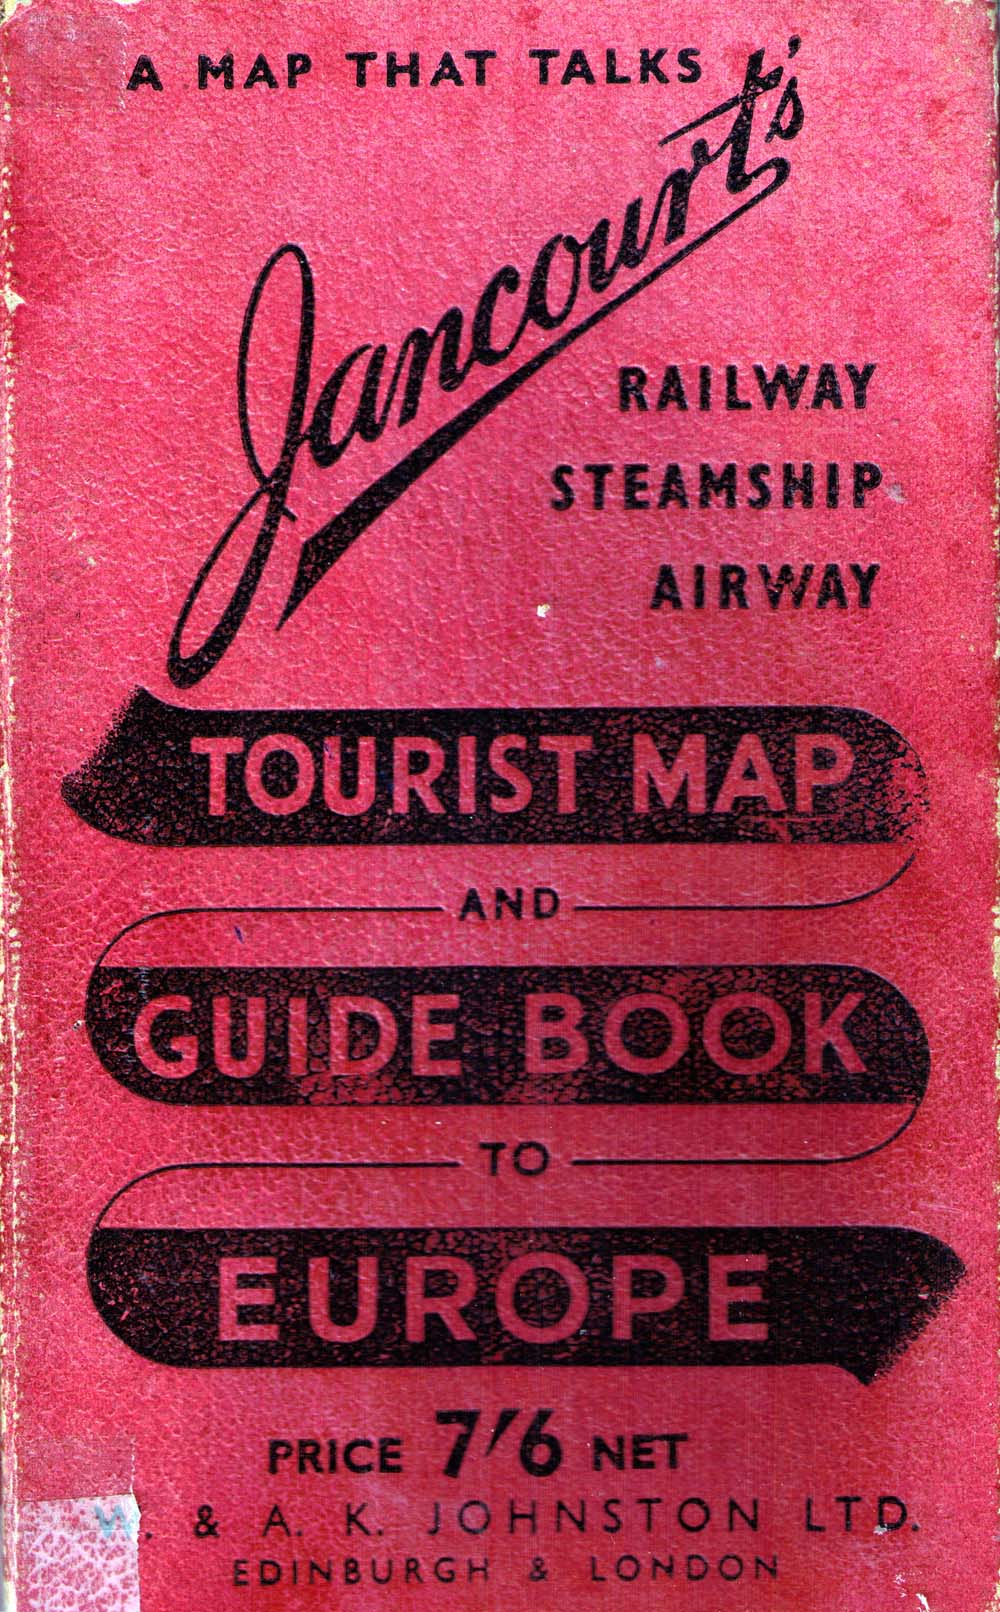 A MAP THAT TALKS
Jancourt's
RAILWAY
STEAMSHIP
AIRWAY
TOURIST MAP
AND
GUIDE BOOK
TO
EUROPE
PRICE 7/6 NET
W. & A. K. JOHNSTON LTD.
EDINBURGH & LONDON